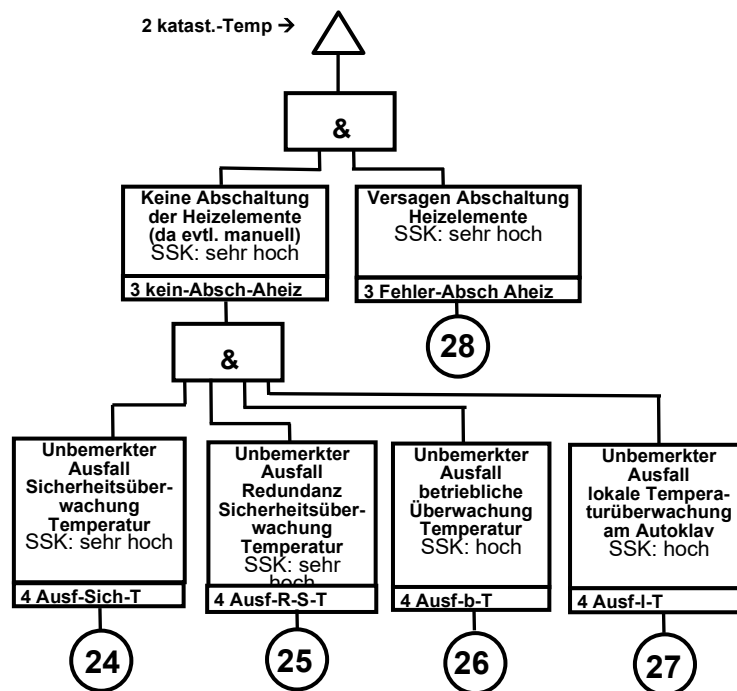 2 katast.-Temp →
&
Keine Abschaltung
der Heizelemente
(da evtl. manuell)
SSK: sehr hoch
3 kein-Absch-Aheiz
Versagen Abschaltung
Heizelemente
SSK: sehr hoch
3 Fehler-Absch Aheiz
28
&
Unbemerkter
Ausfall
Sicherheitsüber-
wachung
Temperatur
SSK: sehr hoch
4 Ausf-Sich-T
24
Unbemerkter
Ausfall
Redundanz
Sicherheitsüber-
wachung
Temperatur
SSK: sehr
hoch
4 Ausf-R-S-T
25
Unbemerkter
Ausfall
betriebliche
Überwachung
Temperatur
SSK: hoch
4 Ausf-b-T
26
Unbemerkter
Ausfall
lokale Tempera-
turüberwachung
am Autoklav
SSK: hoch
4 Ausf-l-T
27